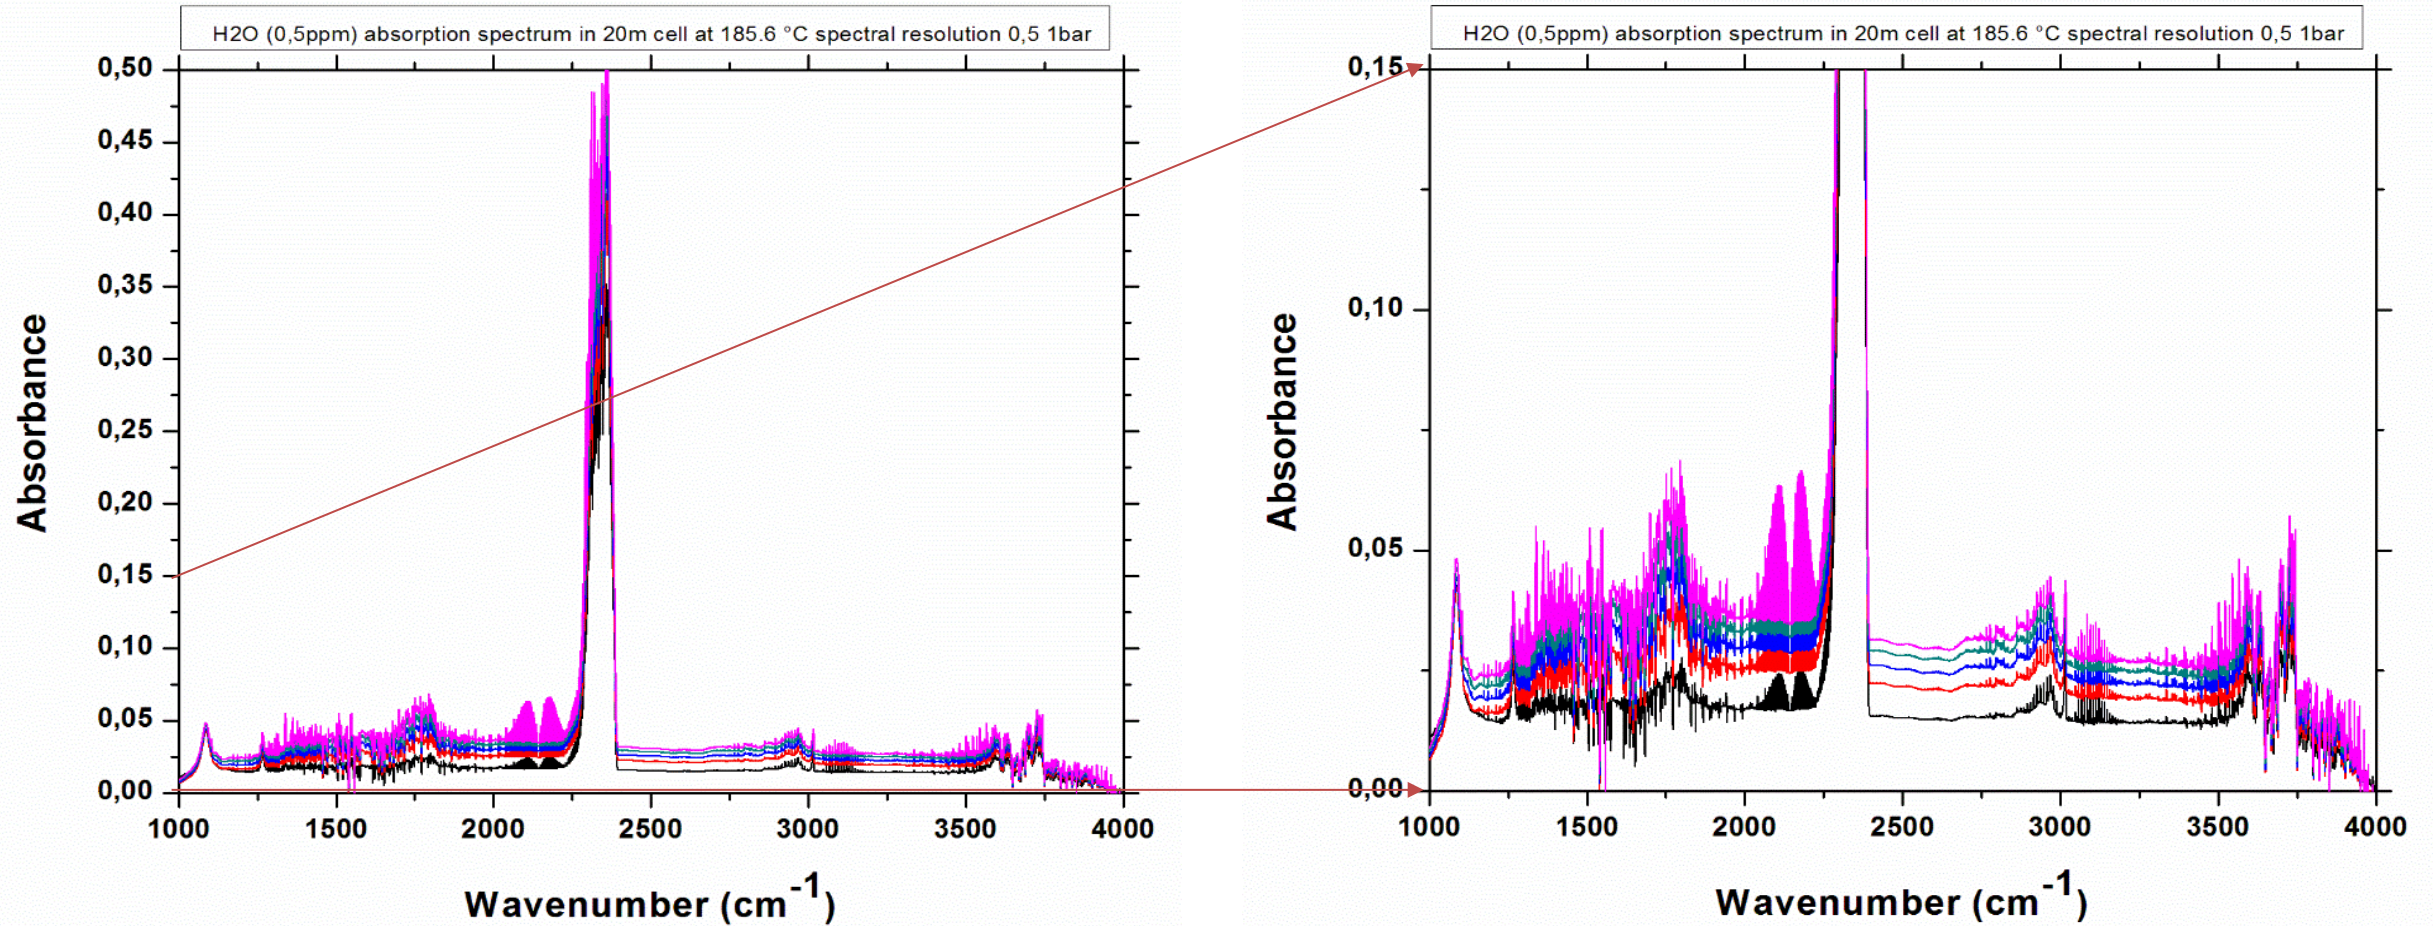 H2O (0,5ppm) absorption spectrum in 20m cell at 185.6 °C spectral resolution 0,5 1bar
0,50
0,45
0,40
0,35
0,30
0,25
0,20
0,15
0,10
0,05
0,00
Absorbance
1000 1500 2000 2500 3000 3500 4000
Wavenumber (cm⁻¹)
H2O (0,5ppm) absorption spectrum in 20m cell at 185.6 °C spectral resolution 0,5 1bar
0,15
0,10
0,05
0,00
Absorbance
1000 1500 2000 2500 3000 3500 4000
Wavenumber (cm⁻¹)